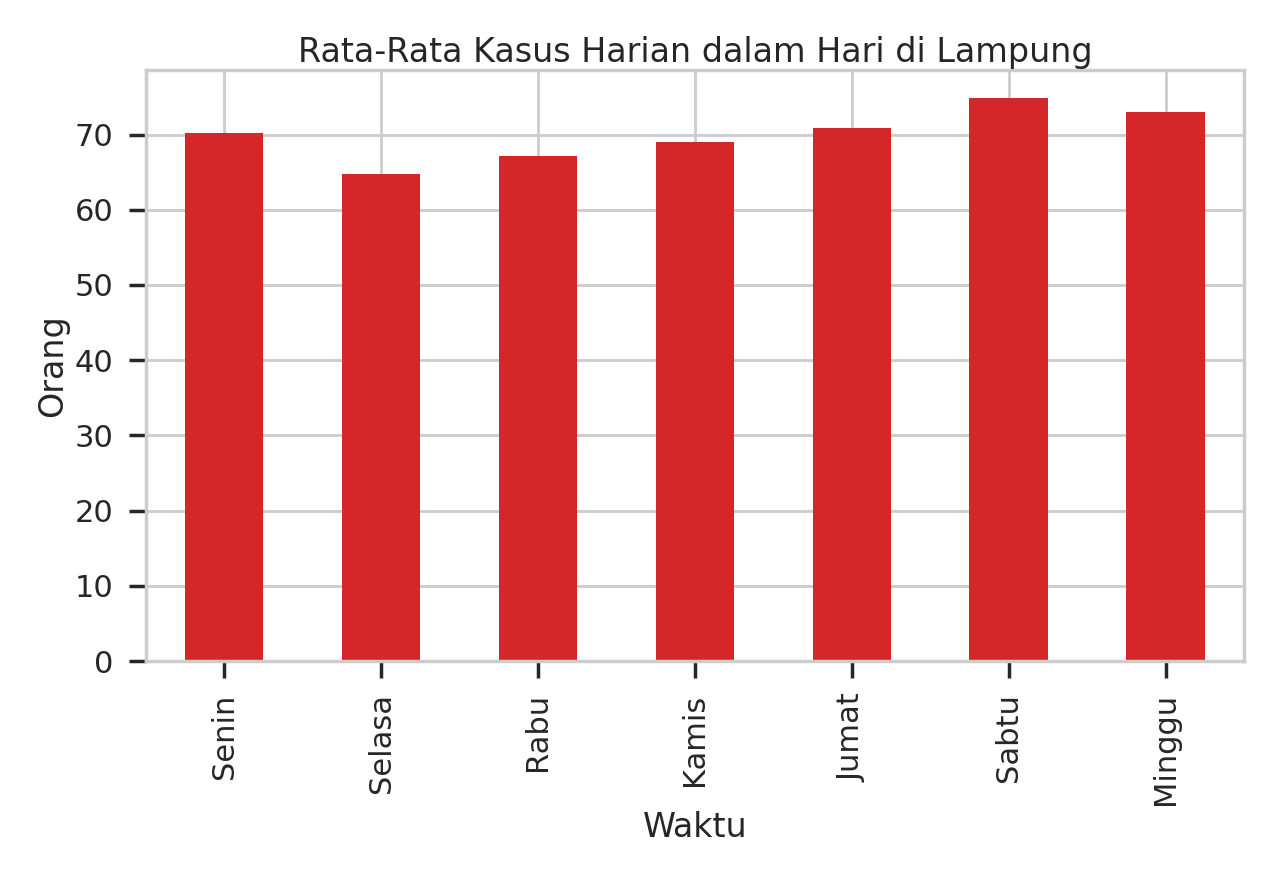 Rata-Rata Kasus Harian dalam Hari di Lampung
Orang
70
60
50
40
30
20
10
0
Senin
Selasa
Rabu
Kamis
Jumat
Sabtu
Minggu
Waktu